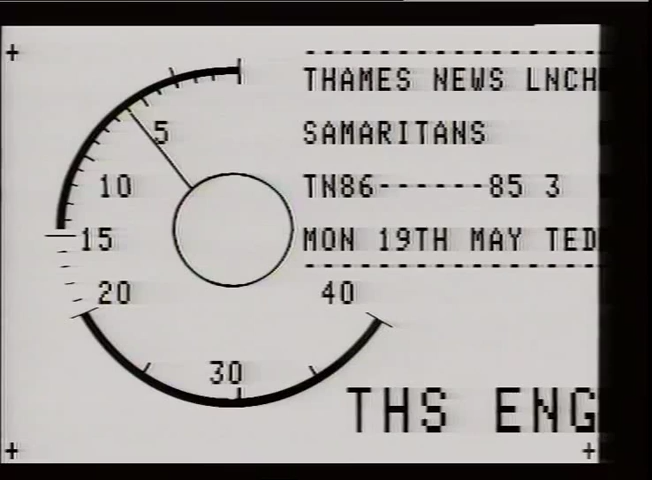 THAMES NEWS LNCH
SAMARITANS
TN86------85 3
MON 19TH MAY TED
5
10
15
20
40
30
THS ENG